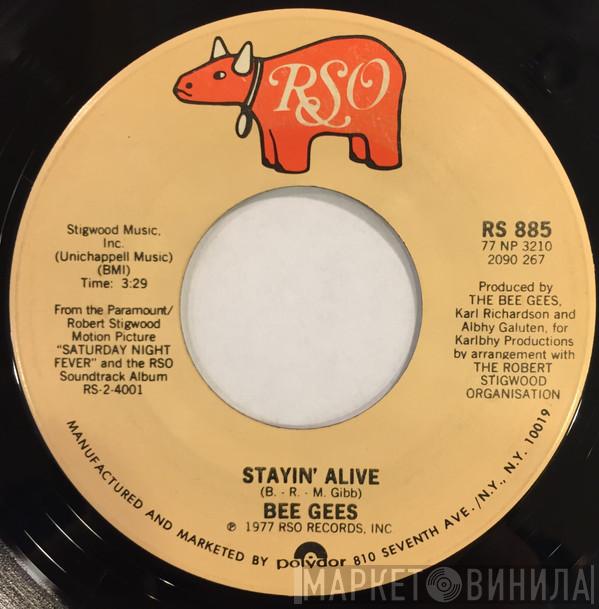 RSO
Stigwood Music,
Inc.
(Unichappell Music)
(BMI)
Time: 3:29
From the Paramount/
Robert Stigwood
Motion Picture
"SATURDAY NIGHT
FEVER" and the RSO
Soundtrack Album
RS-2-4001
RS 885
77 NP 3210
2090 267
Produced by
THE BEE GEES,
Karl Richardson and
Albhy Galuten, for
Karlbhy Productions
by arrangement with
THE ROBERT
STIGWOOD
ORGANISATION
STAYIN' ALIVE
(B. - R. - M. Gibb)
BEE GEES
℗ 1977 RSO RECORDS, INC
MANUFACTURED AND MARKETED BY polydor 810 SEVENTH AVE./N.Y., N.Y. 10019
МАРКЕТ ВИНИЛА